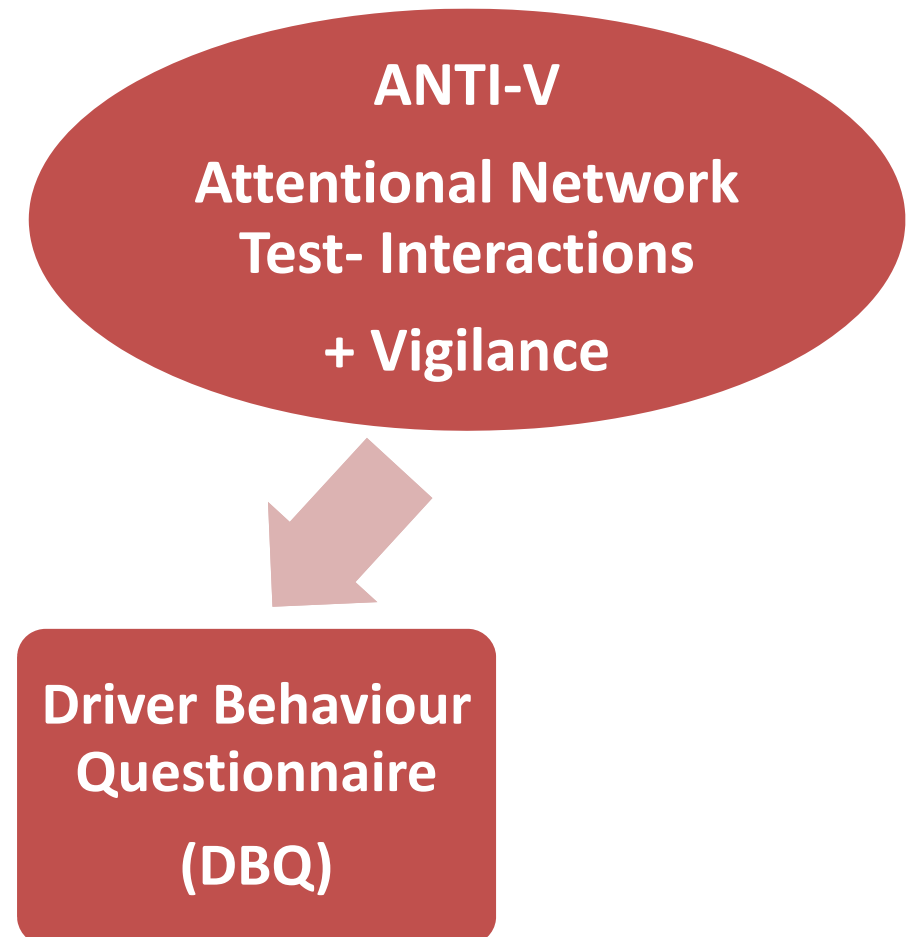 ANTI-V
Attentional Network
Test- Interactions
+ Vigilance
Driver Behaviour
Questionnaire
(DBQ)